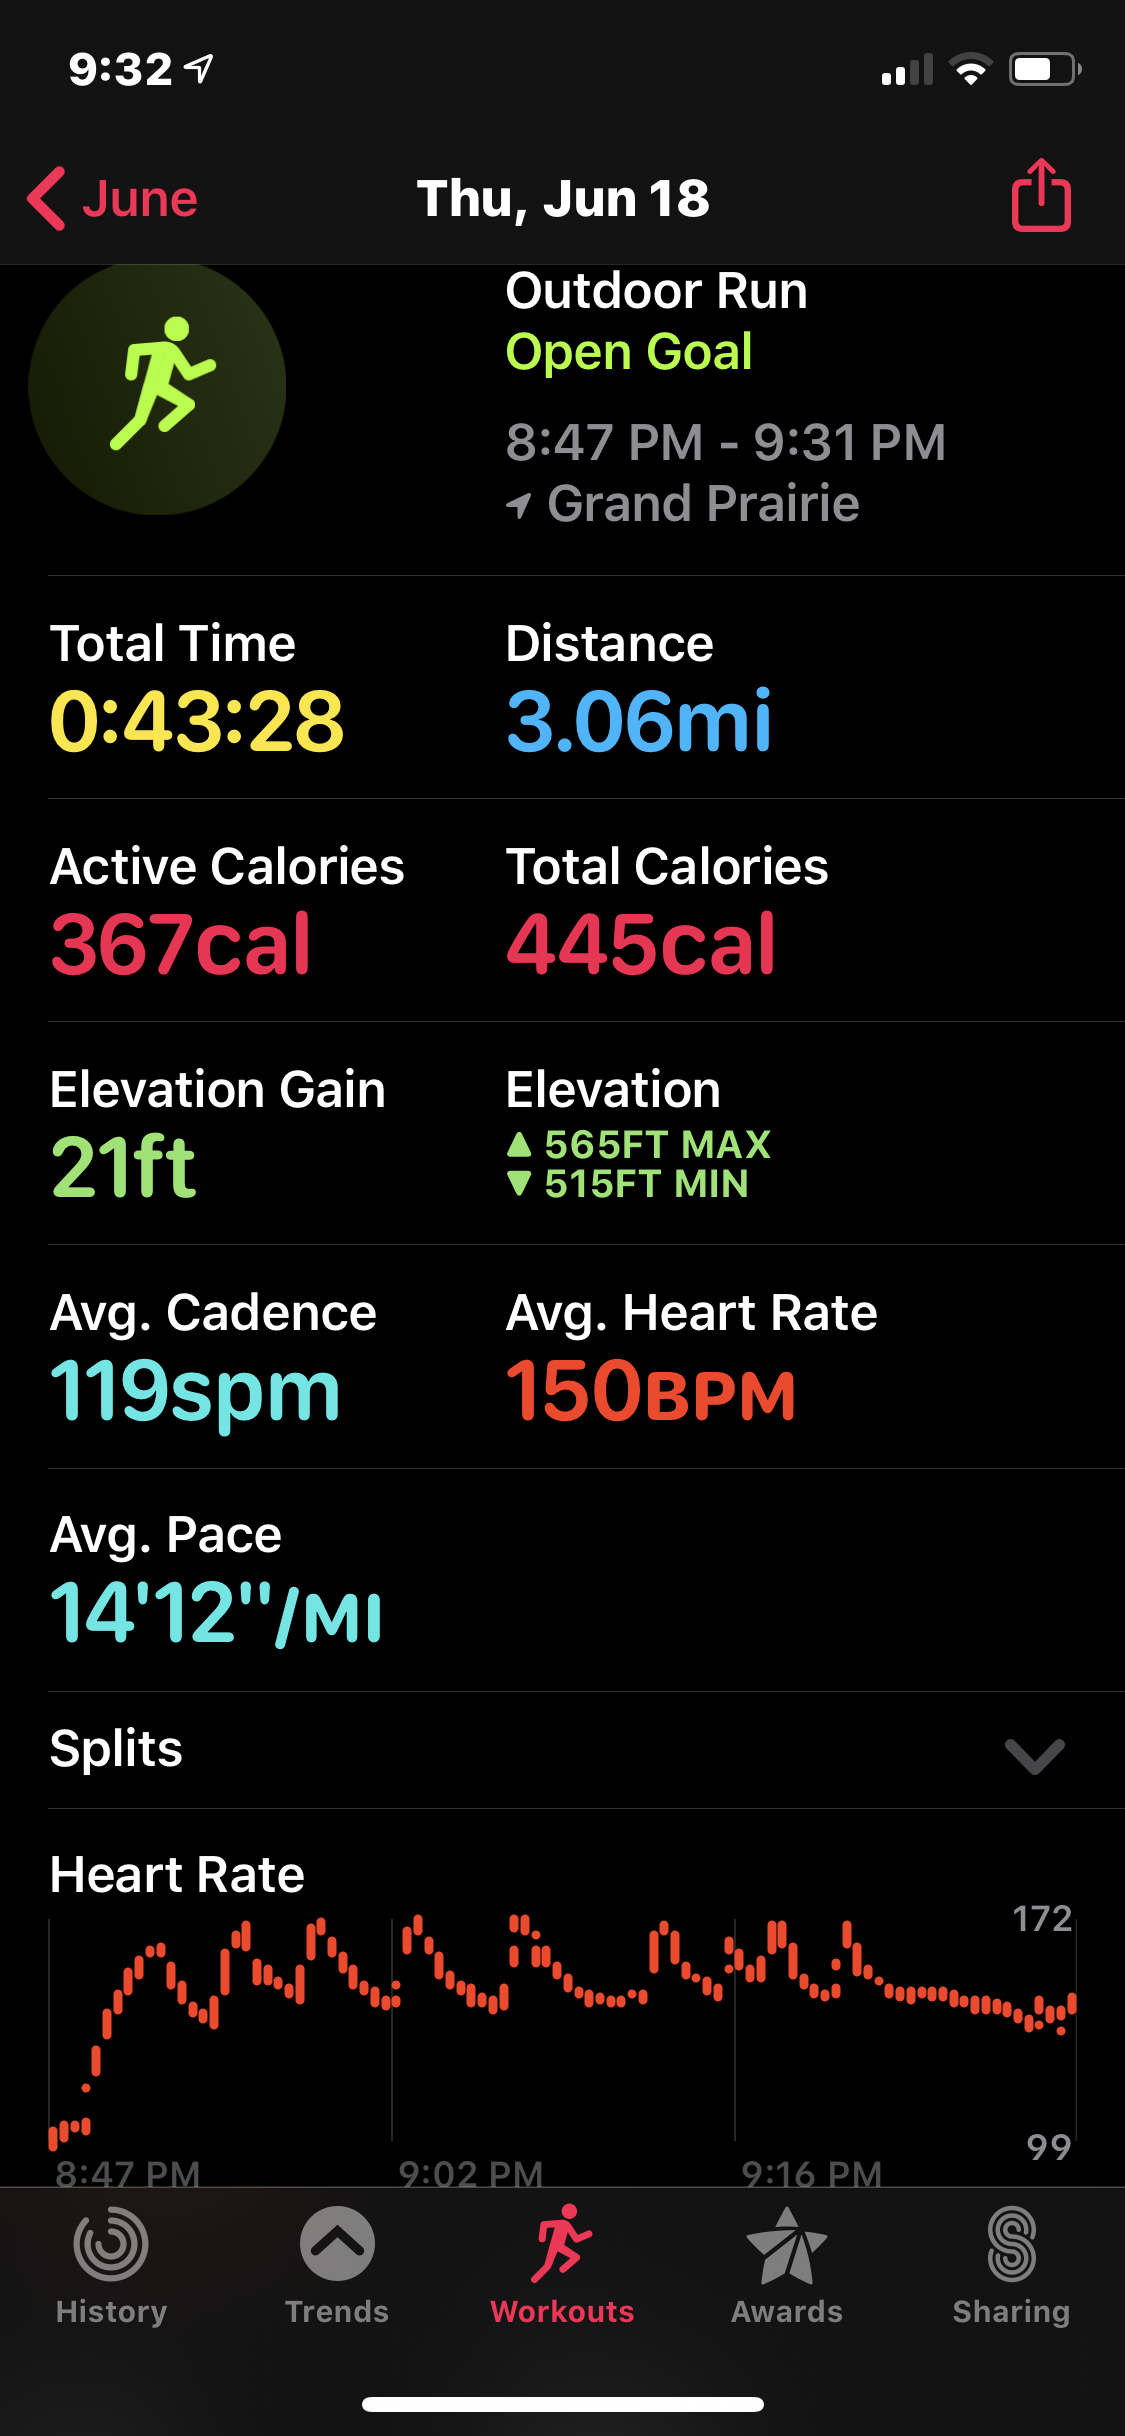 9:32
June
Thu, Jun 18
Outdoor Run
Open Goal
8:47 PM - 9:31 PM
Grand Prairie
Total Time
Distance
0:43:28
3.06mi
Active Calories
Total Calories
367cal
445cal
Elevation Gain
Elevation
21ft
565FT MAX
515FT MIN
Avg. Cadence
Avg. Heart Rate
119spm
150BPM
Avg. Pace
14'12"/MI
Splits
Heart Rate
172
99
8:47 PM
9:02 PM
9:16 PM
History
Trends
Workouts
Awards
Sharing